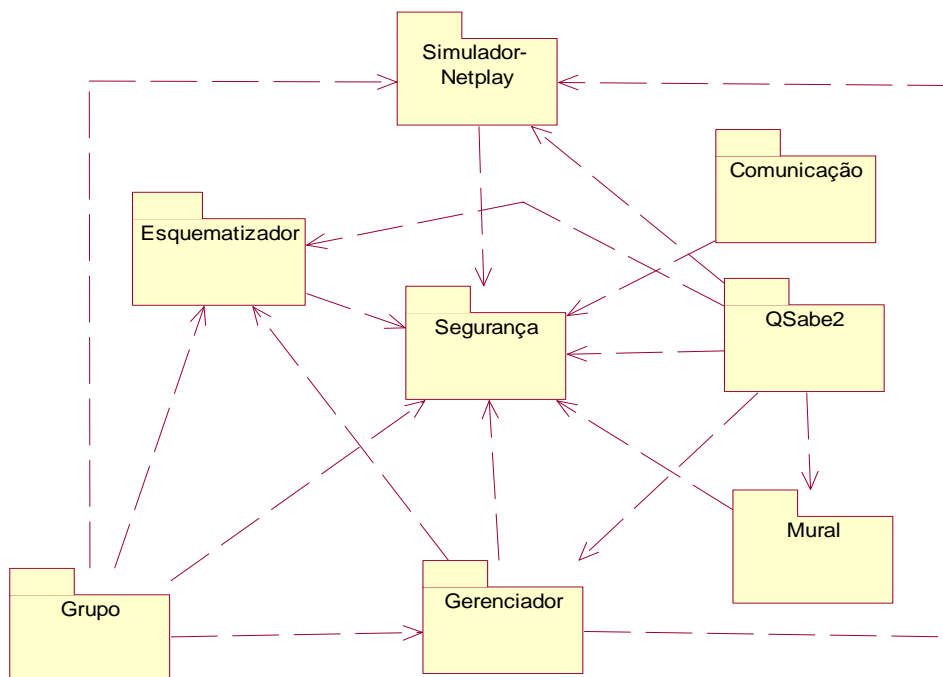 Simulador-
Netplay
Comunicação
Esquematizador
QSabe2
Segurança
Mural
Grupo
Gerenciador